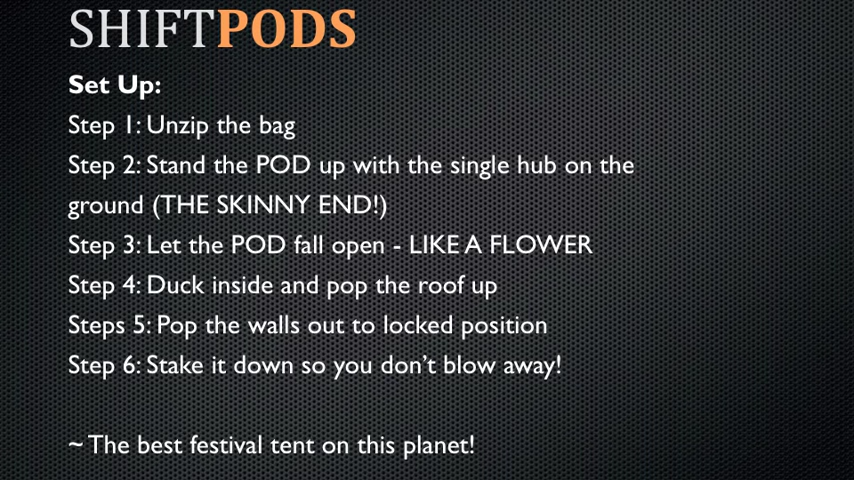 SHIFTPODS
Set Up:
Step 1: Unzip the bag
Step 2: Stand the POD up with the single hub on the
ground (THE SKINNY END!)
Step 3: Let the POD fall open - LIKE A FLOWER
Step 4: Duck inside and pop the roof up
Steps 5: Pop the walls out to locked position
Step 6: Stake it down so you don’t blow away!
~ The best festival tent on this planet!